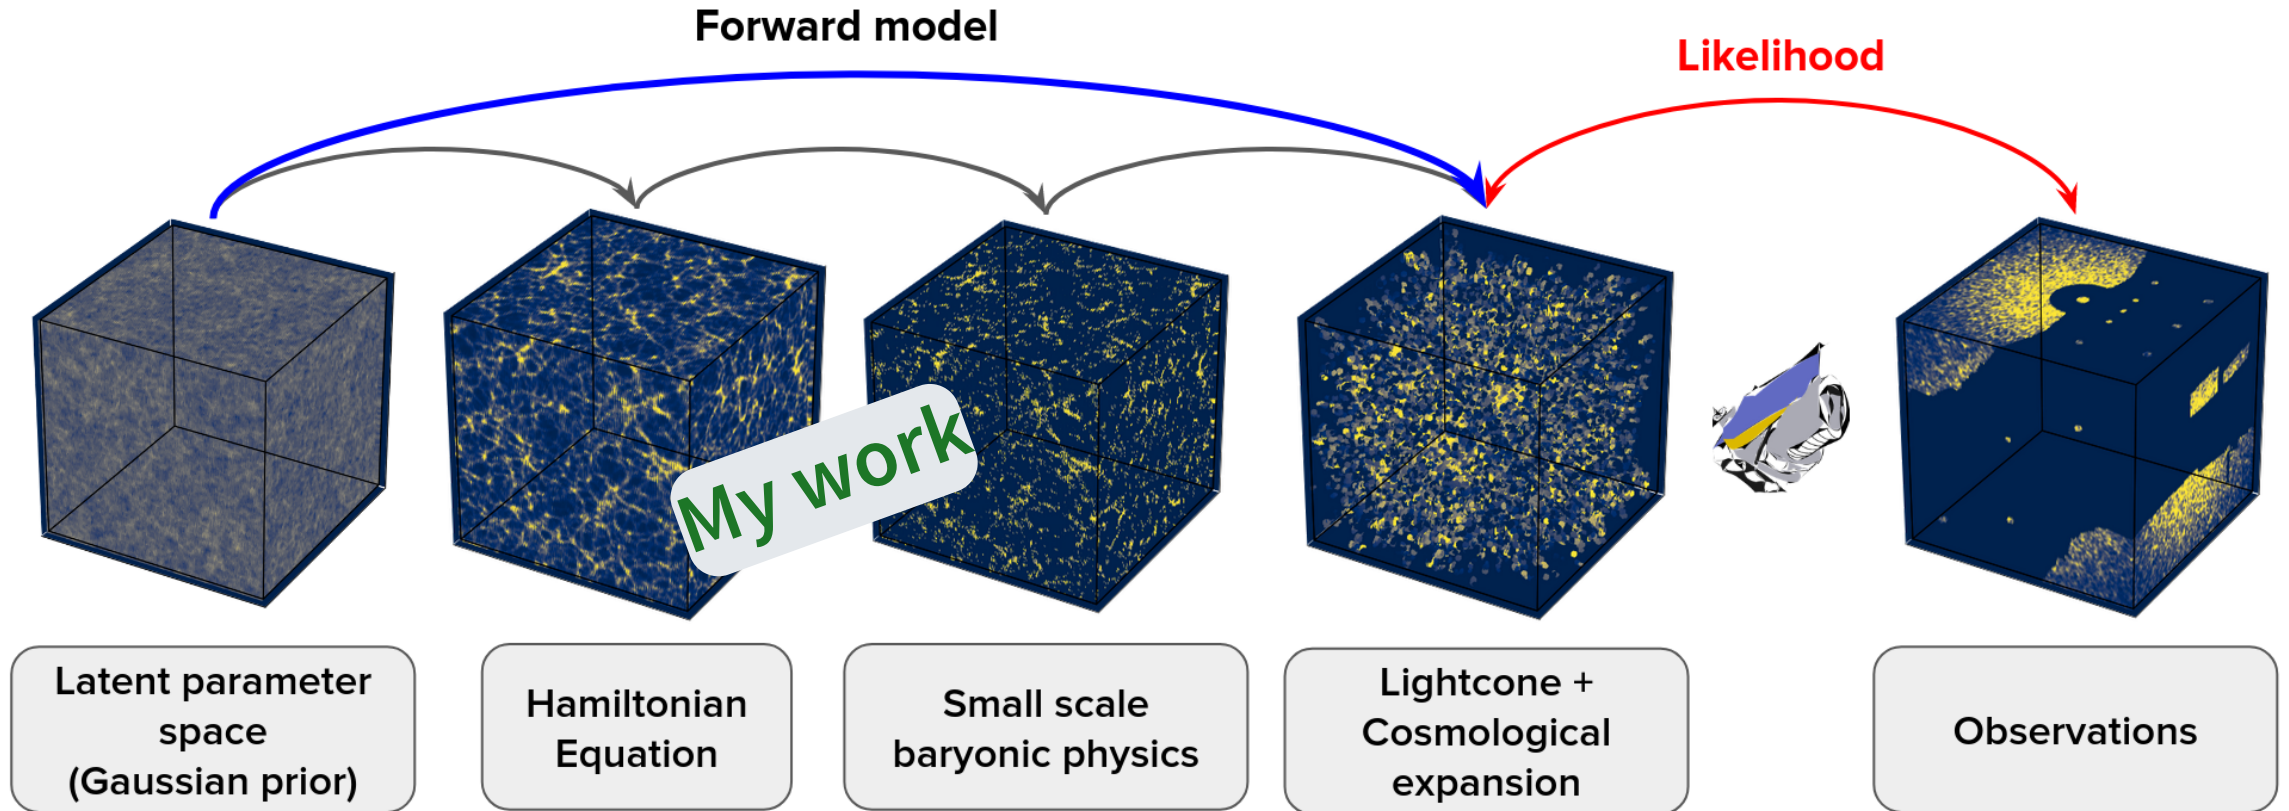 Forward model
Likelihood
My work
Latent parameter
space
(Gaussian prior)
Hamiltonian
Equation
Small scale
baryonic physics
Lightcone +
Cosmological
expansion
Observations